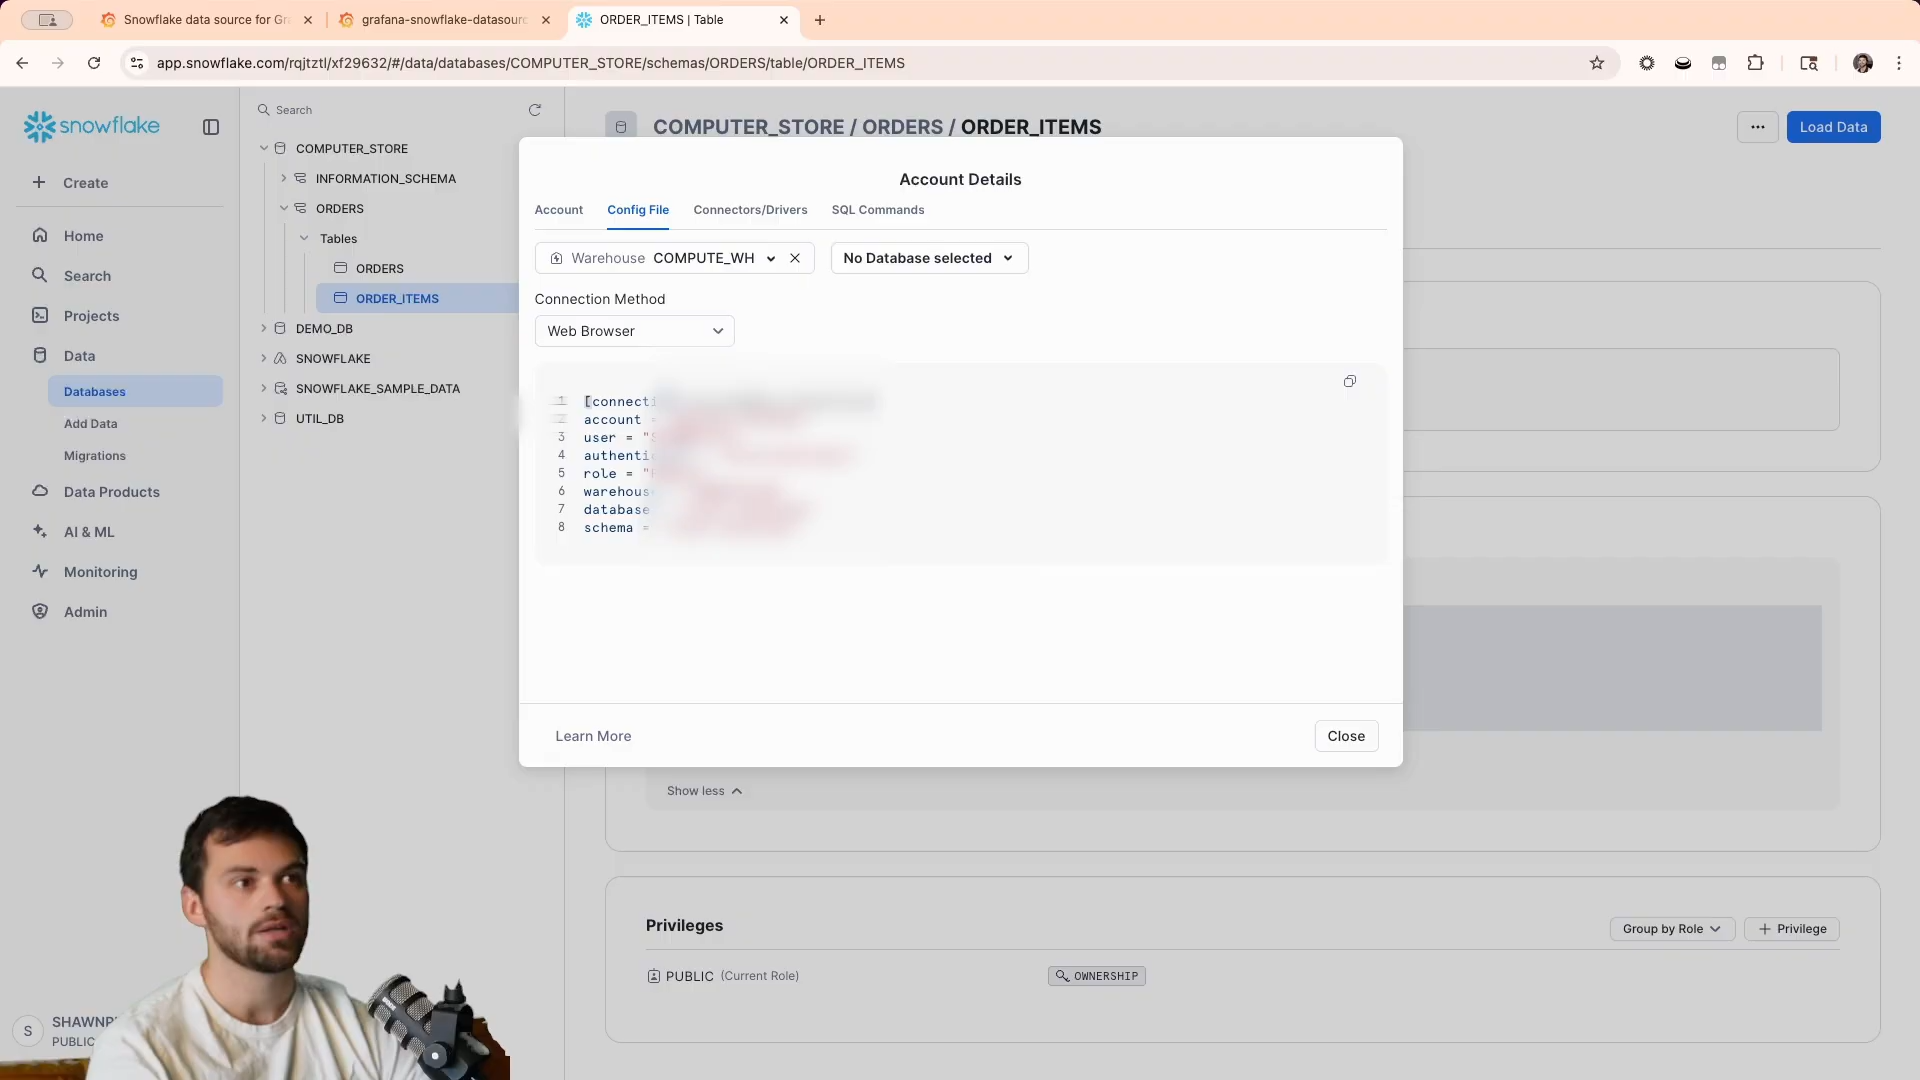 Snowflake data source for Gr
grafana-snowflake-datasourc
ORDER_ITEMS | Table
app.snowflake.com/rqjtztl/xf29632/#/data/databases/COMPUTER_STORE/schemas/ORDERS/table/ORDER_ITEMS
snowflake
Create
Home
Search
Projects
Data
Databases
Add Data
Migrations
Data Products
AI & ML
Monitoring
Admin
S
SHAWNP
PUBLIC
Search
COMPUTER_STORE
INFORMATION_SCHEMA
ORDERS
Tables
ORDERS
ORDER_ITEMS
DEMO_DB
SNOWFLAKE
SNOWFLAKE_SAMPLE_DATA
UTIL_DB
COMPUTER_STORE / ORDERS / ORDER_ITEMS
Load Data
Account Details
Account Config File Connectors/Drivers SQL Commands
Warehouse COMPUTE_WH
No Database selected
Connection Method
Web Browser
1 [connecti
2 account =
3 user = "S
4 authentic
5 role = "
6 warehouse
7 database
8 schema =
Learn More
Close
Show less
Privileges
Group by Role
Privilege
PUBLIC (Current Role)
OWNERSHIP